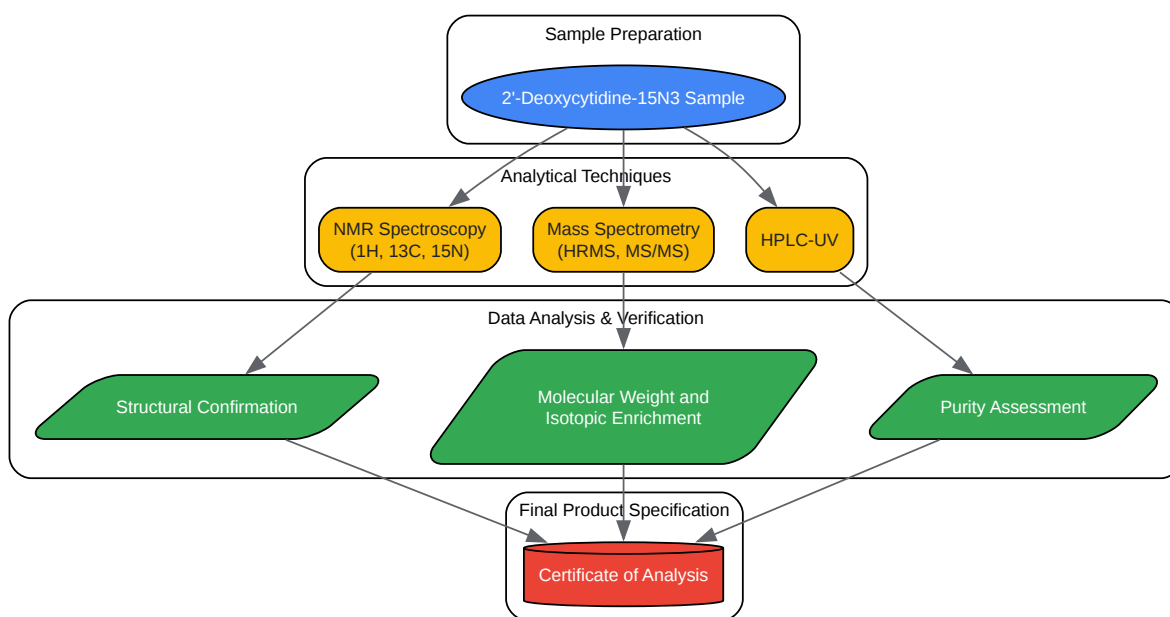 Sample Preparation
2'-Deoxycytidine-15N3 Sample
Analytical Techniques
NMR Spectroscopy
(1H, 13C, 15N)
Mass Spectrometry
(HRMS, MS/MS)
HPLC-UV
Data Analysis & Verification
Structural Confirmation
Molecular Weight and
Isotopic Enrichment
Purity Assessment
Final Product Specification
Certificate of Analysis